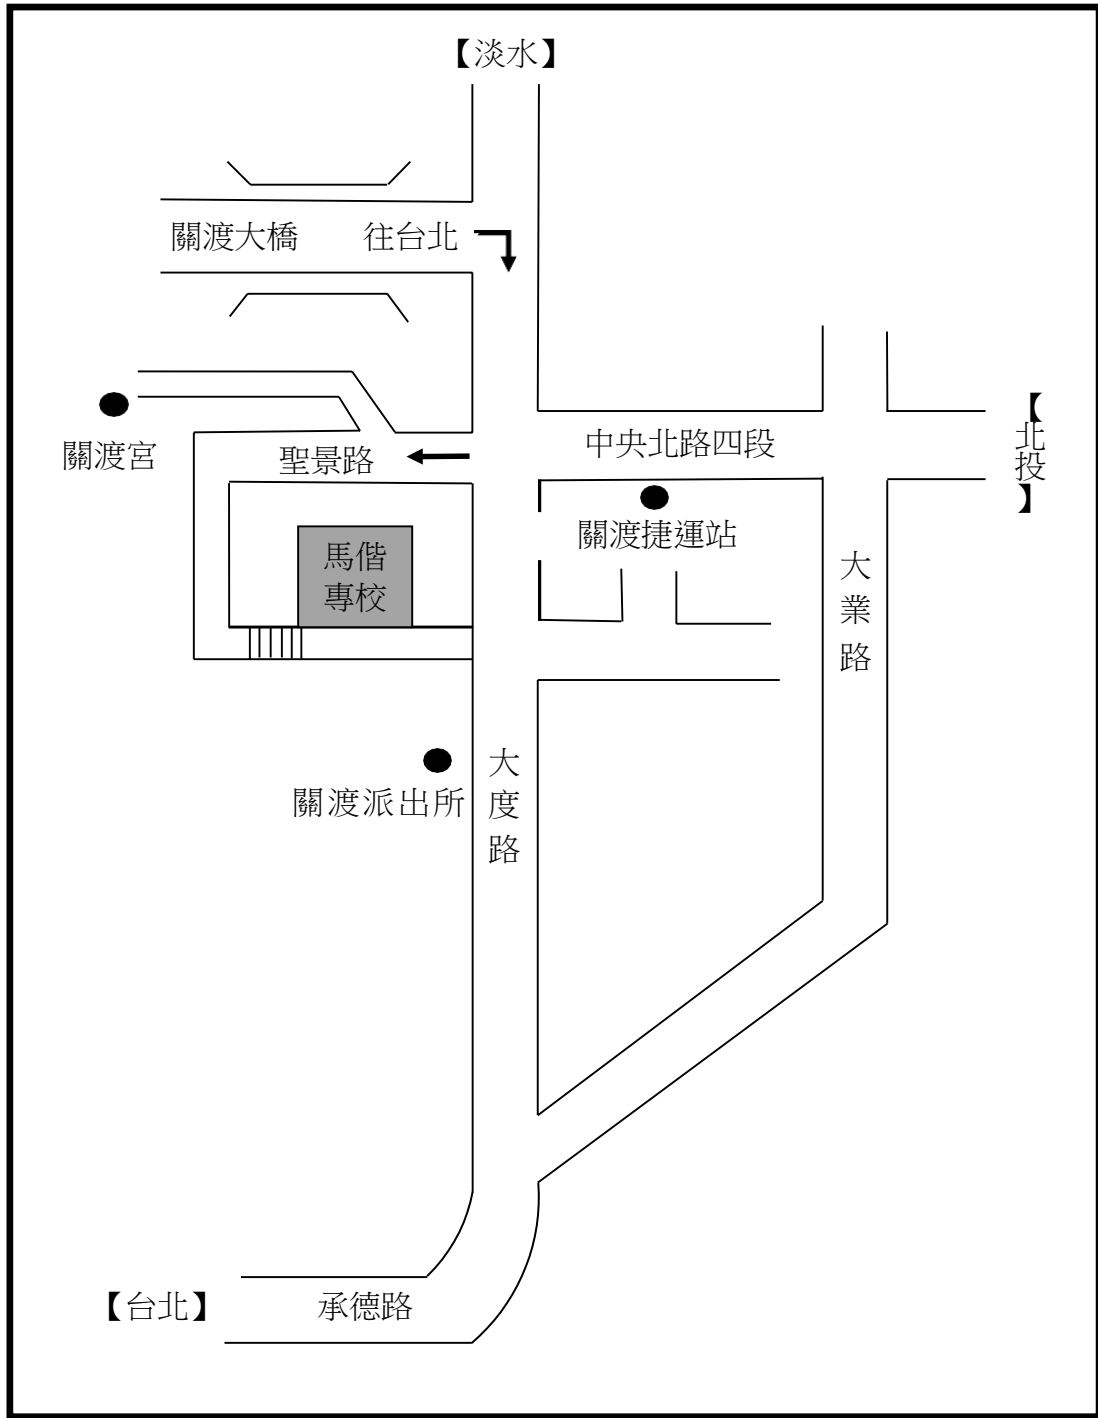 【淡水】
關渡大橋
往台北
【北投】
中央北路四段
關渡宮
聖景路
關渡捷運站
馬偕
專校
大業路
大度路
關渡派出所
【台北】
承德路